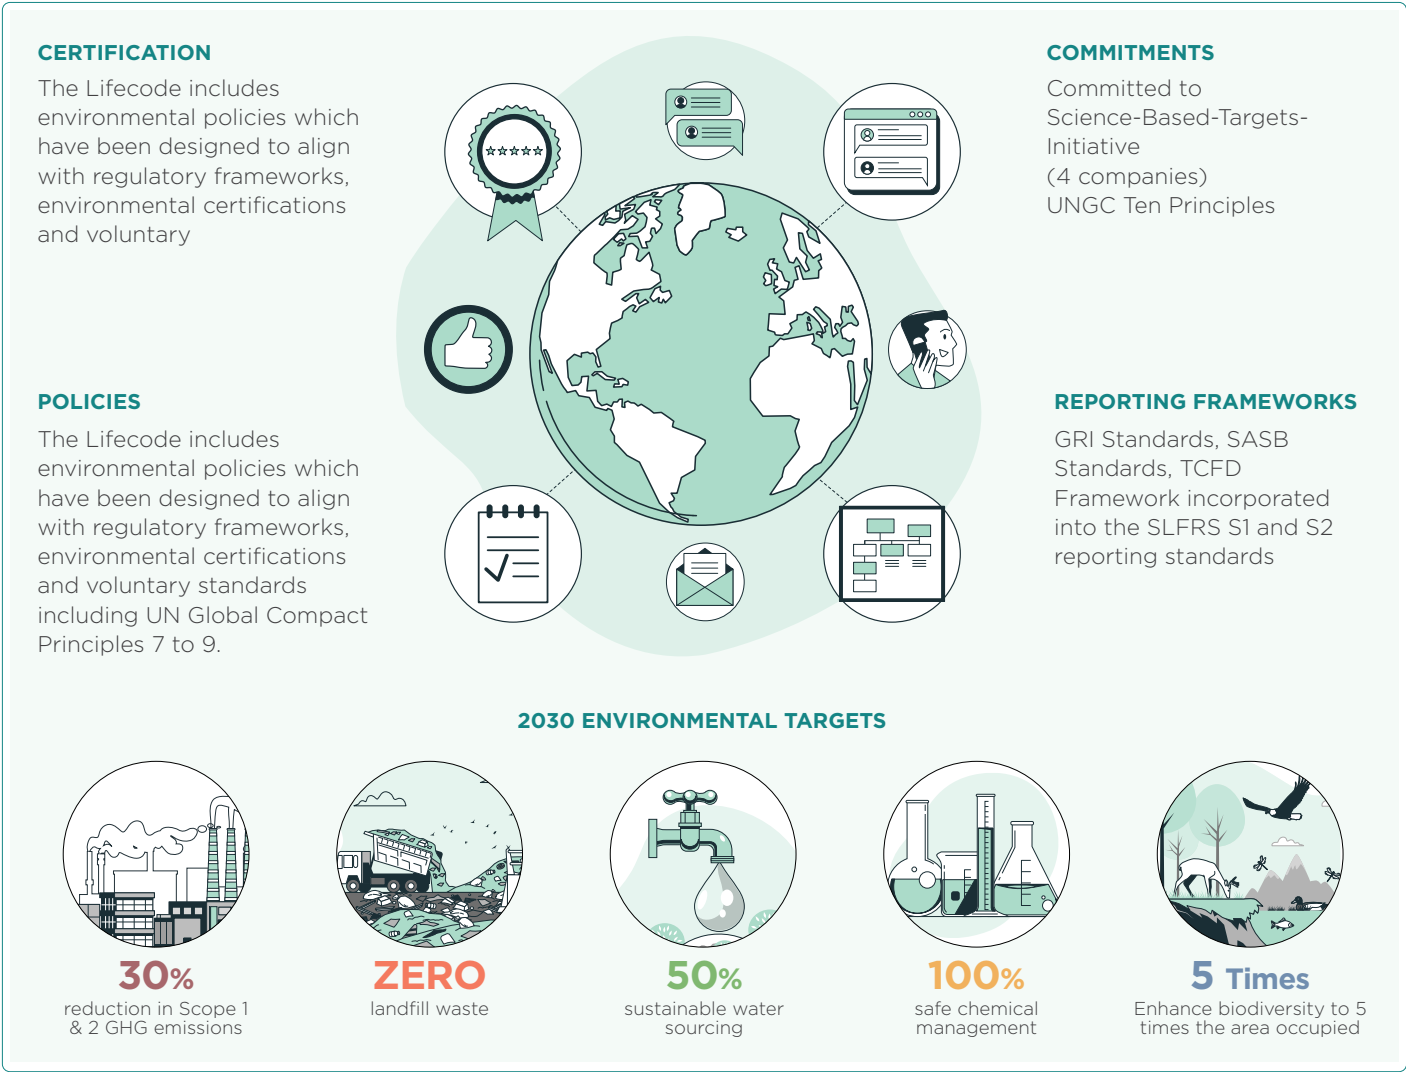 CERTIFICATION
The Lifecode includes
environmental policies which
have been designed to align
with regulatory frameworks,
environmental certifications
and voluntary
POLICIES
The Lifecode includes
environmental policies which
have been designed to align
with regulatory frameworks,
environmental certifications
and voluntary standards
including UN Global Compact
Principles 7 to 9.
COMMITMENTS
Committed to
Science-Based-Targets-
Initiative
(4 companies)
UNGC Ten Principles
REPORTING FRAMEWORKS
GRI Standards, SASB
Standards, TCFD
Framework incorporated
into the SLFRS S1 and S2
reporting standards
2030 ENVIRONMENTAL TARGETS
30%
reduction in Scope 1
& 2 GHG emissions
ZERO
landfill waste
50%
sustainable water
sourcing
100%
safe chemical
management
5 Times
Enhance biodiversity to 5
times the area occupied